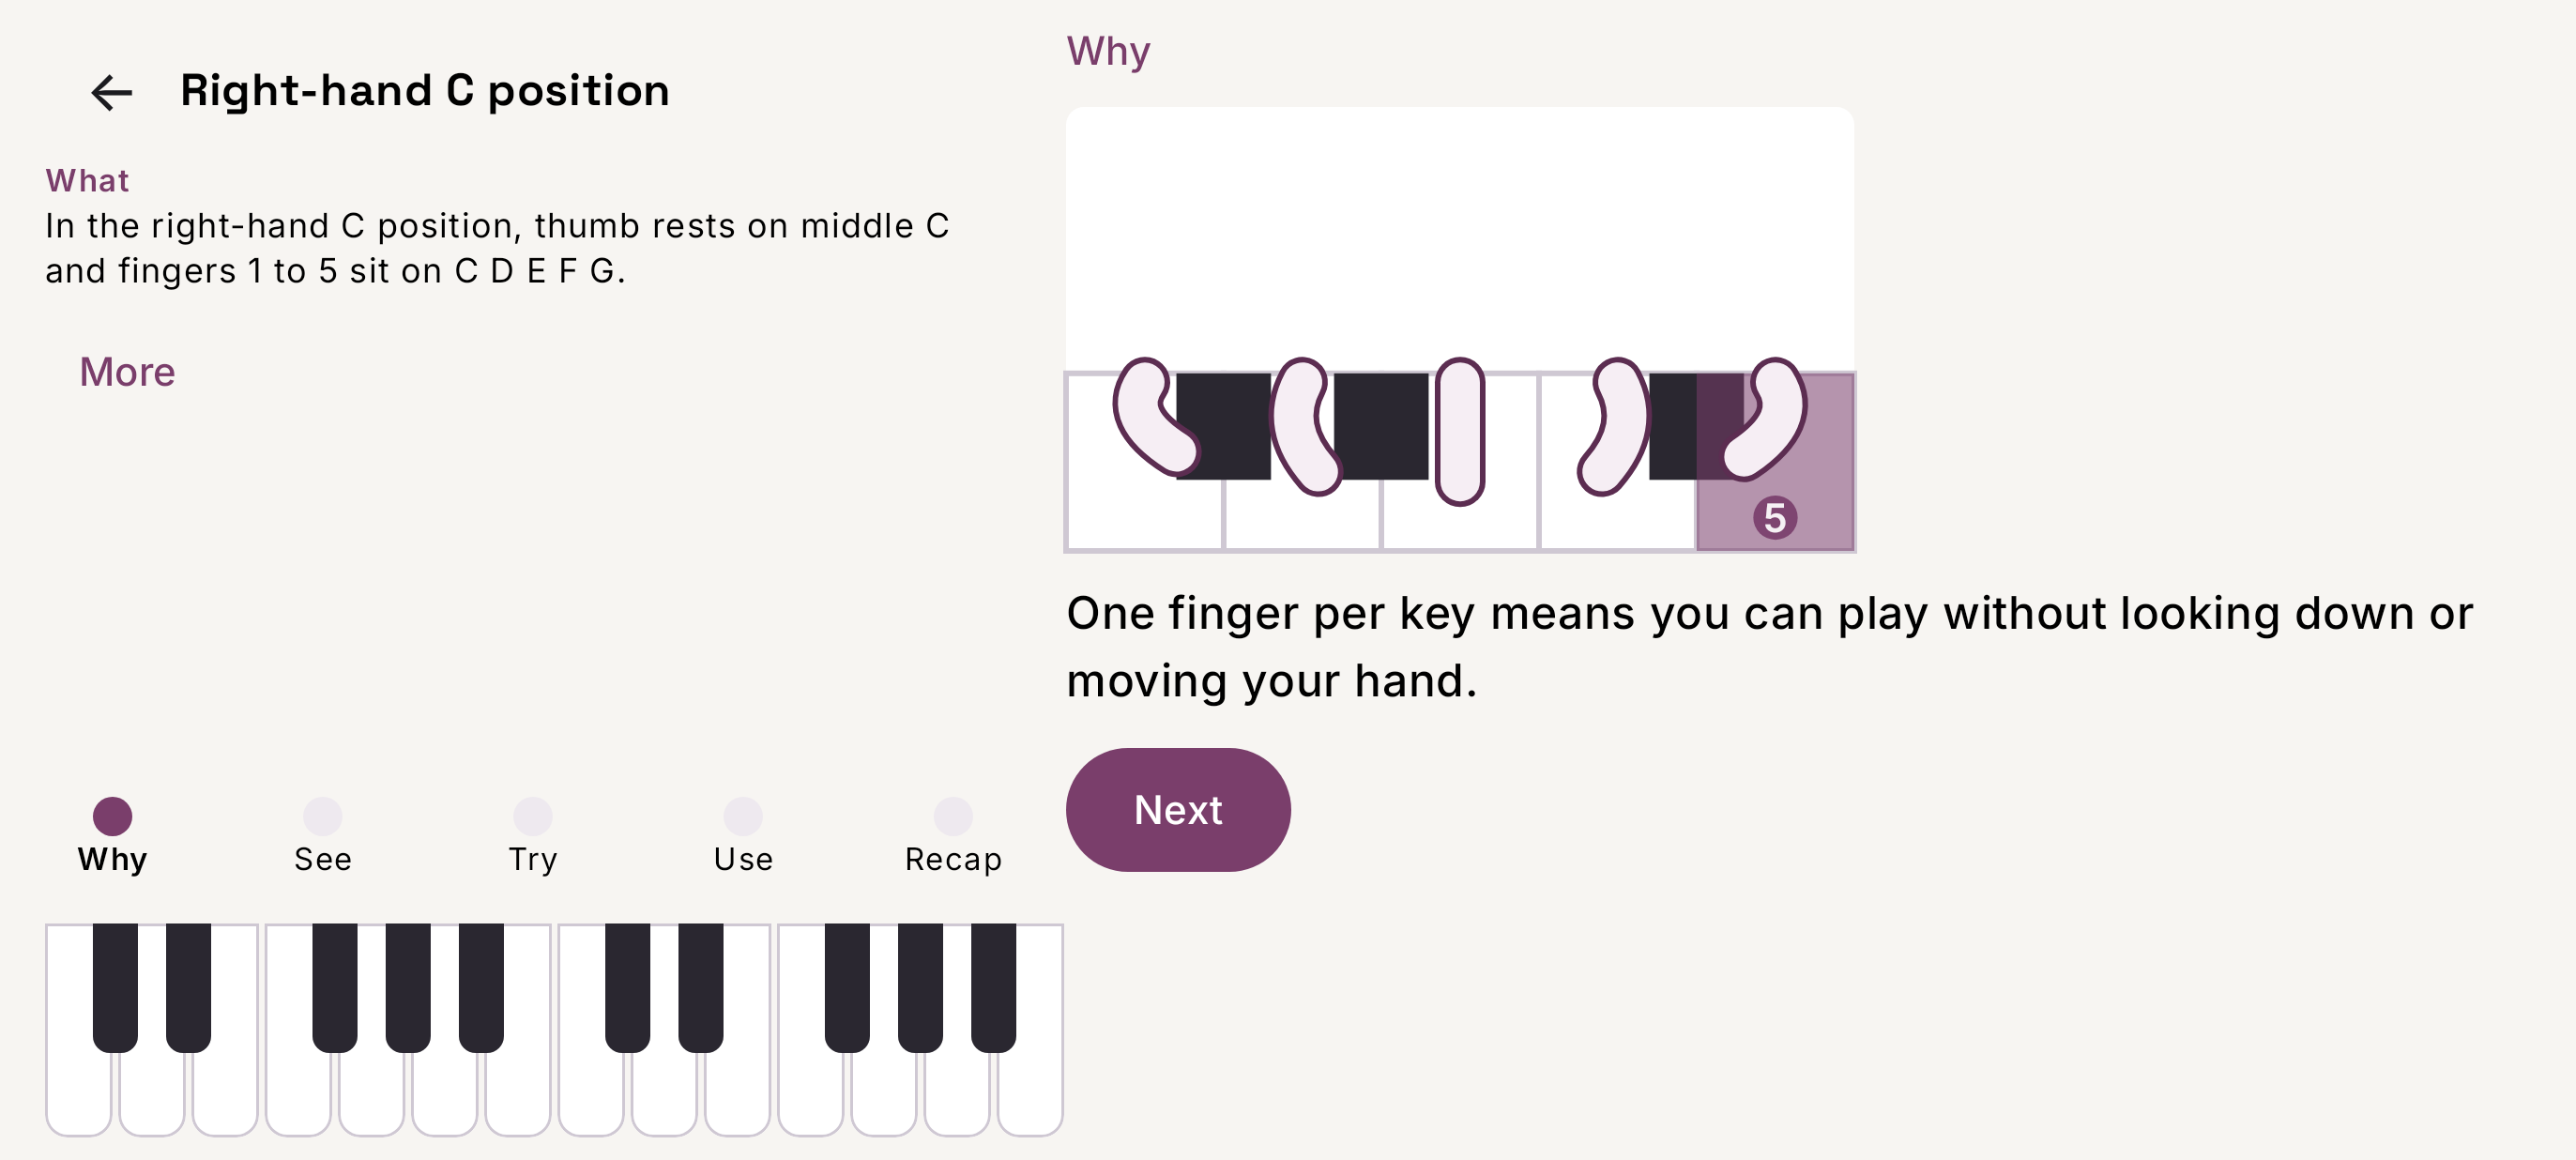 Right-hand C position
What
In the right-hand C position, thumb rests on middle C
and fingers 1 to 5 sit on C D E F G.
More
Why
See
Try
Use
Recap
Why
5
One finger per key means you can play without looking down or
moving your hand.
Next